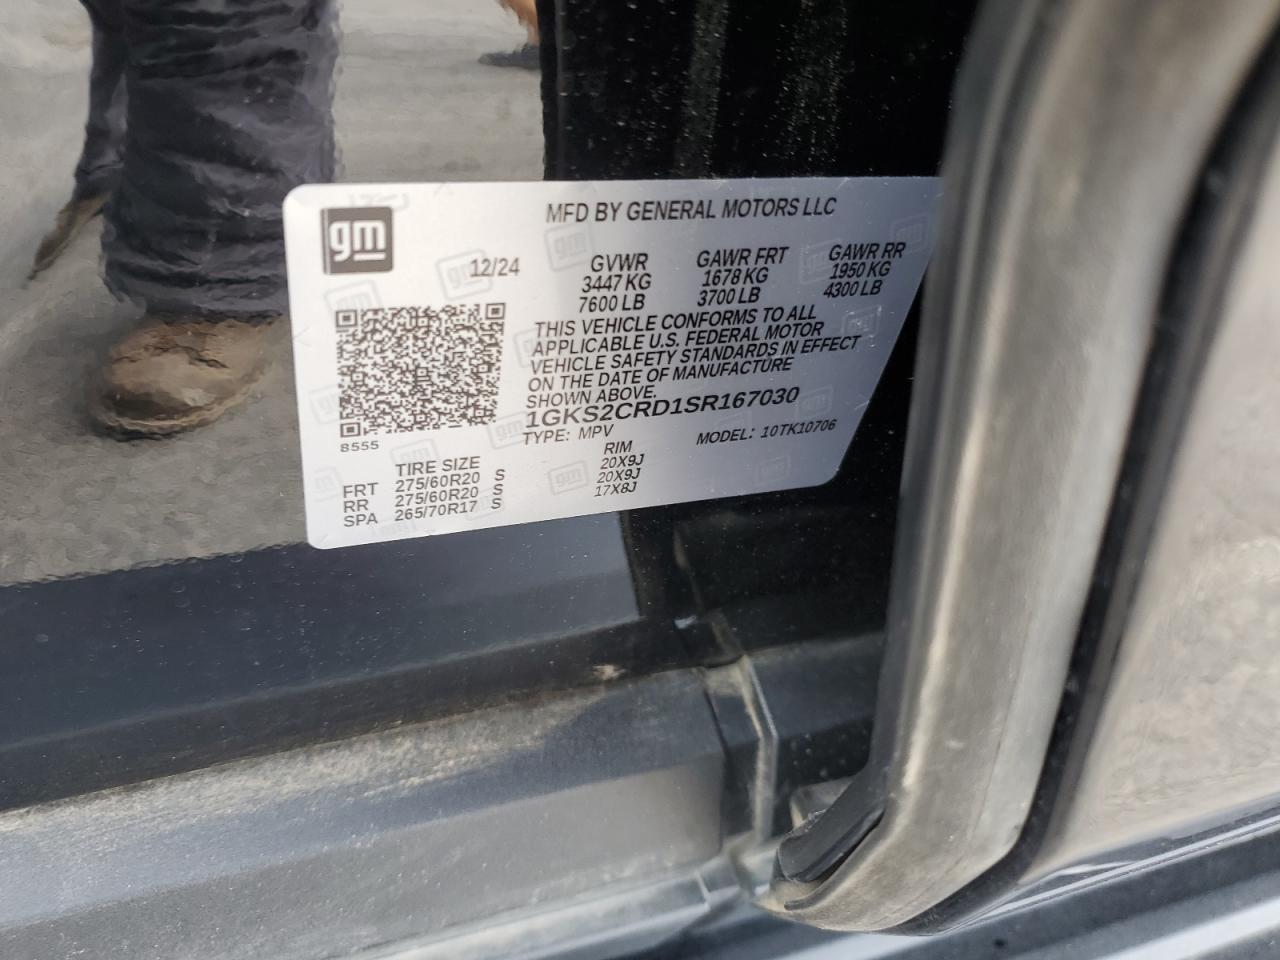 gm
MFD BY GENERAL MOTORS LLC
12/24
GVWR GAWR FRT GAWR RR
3447 KG 1678 KG 1950 KG
7600 LB 3700 LB 4300 LB
THIS VEHICLE CONFORMS TO ALL
APPLICABLE U.S. FEDERAL MOTOR
VEHICLE SAFETY STANDARDS IN EFFECT
ON THE DATE OF MANUFACTURE
SHOWN ABOVE.
1GKS2CRD1SR167030
8555
TYPE: MPV MODEL: 10TK10706
TIRE SIZE RIM
FRT 275/60R20 S 20X9J
RR 275/60R20 S 20X9J
SPA 265/70R17 S 17X8J